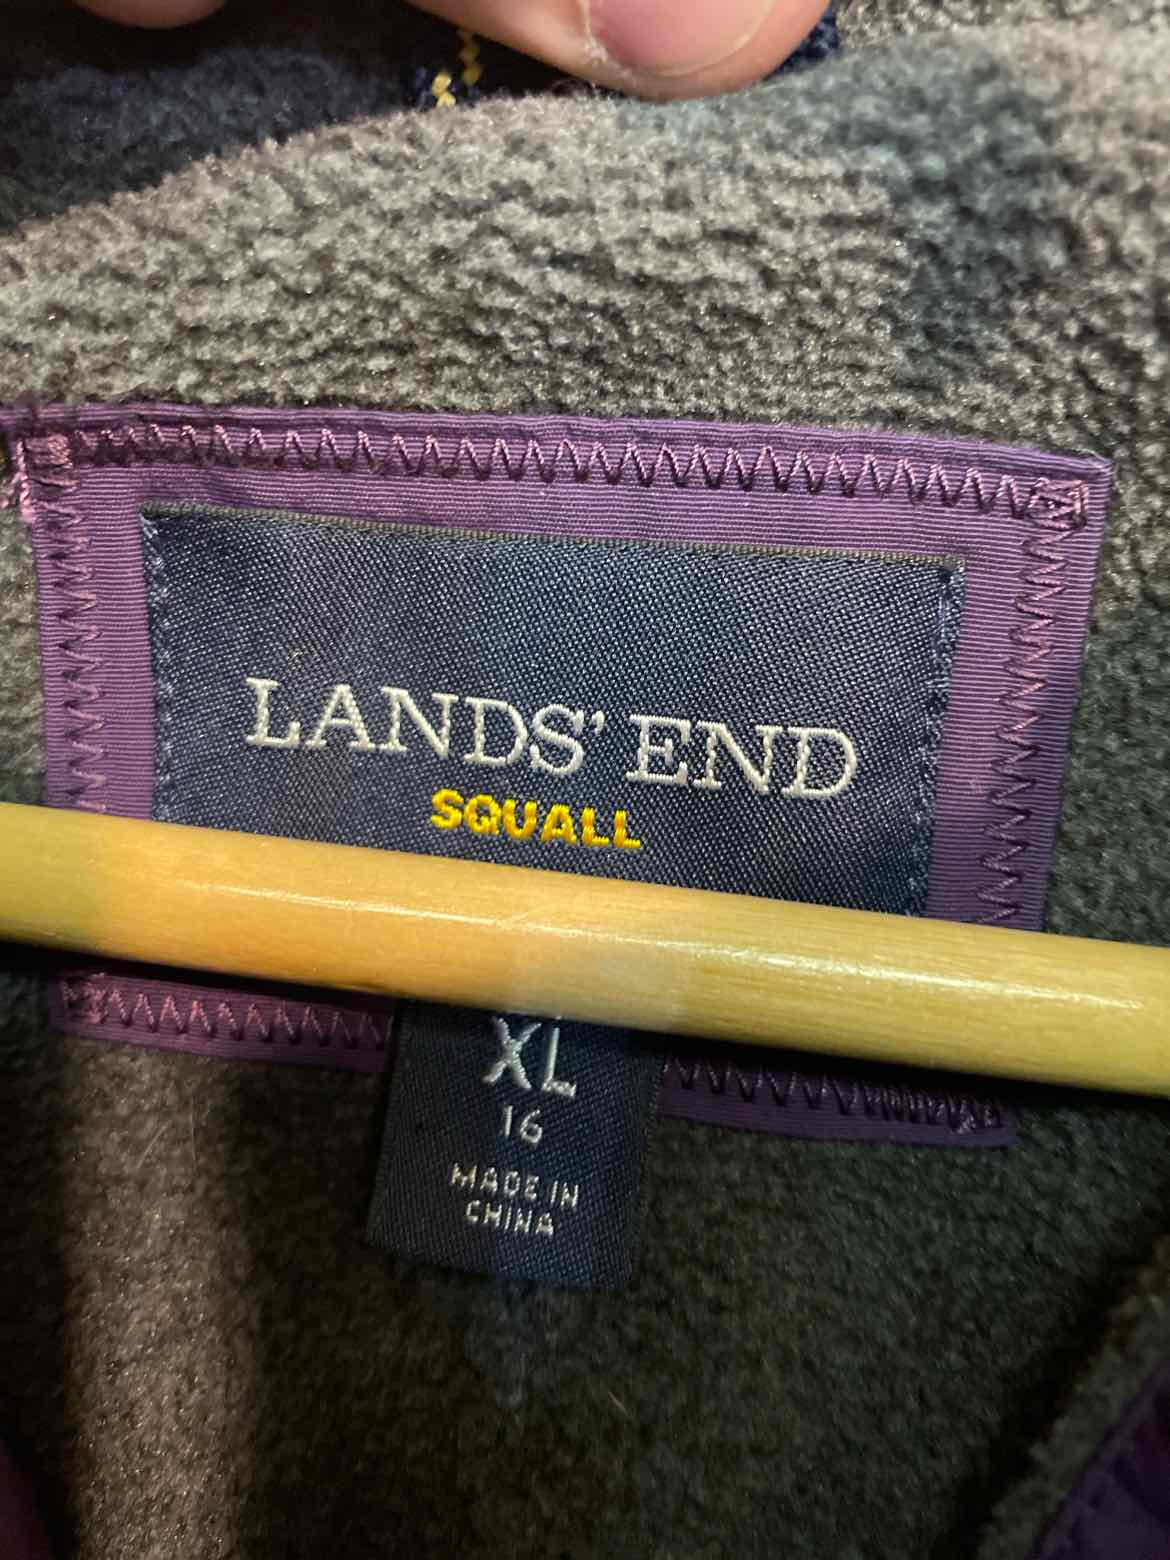 LANDS' END
SQUALL
XL
16
MADE IN
CHINA